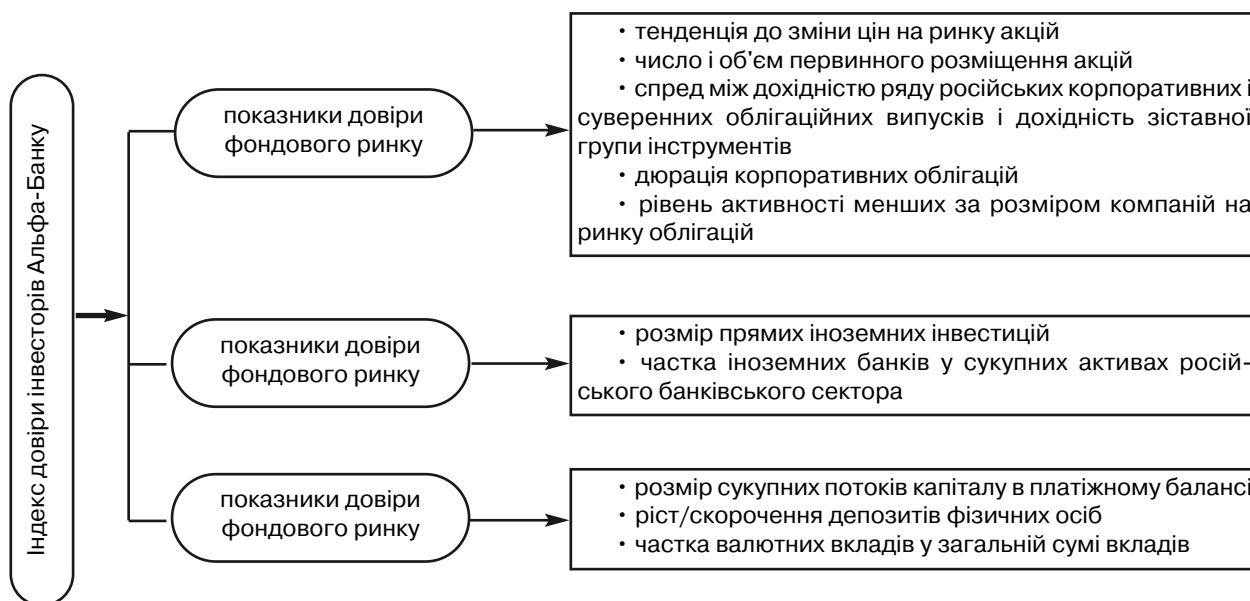 Індекс довіри інвесторів Альфа-Банку
показники довіри
фондового ринку
• тенденція до зміни цін на ринку акцій
• число і об'єм первинного розміщення акцій
• спред між дохідністю ряду російських корпоративних і
суверенних облігаційних випусків і дохідність зіставної
групи інструментів
• дюрація корпоративних облігацій
• рівень активності менших за розміром компаній на
ринку облігацій
показники довіри
фондового ринку
• розмір прямих іноземних інвестицій
• частка іноземних банків у сукупних активах росій-
ського банківського сектора
показники довіри
фондового ринку
• розмір сукупних потоків капіталу в платіжному балансі
• ріст/скорочення депозитів фізичних осіб
• частка валютних вкладів у загальній сумі вкладів